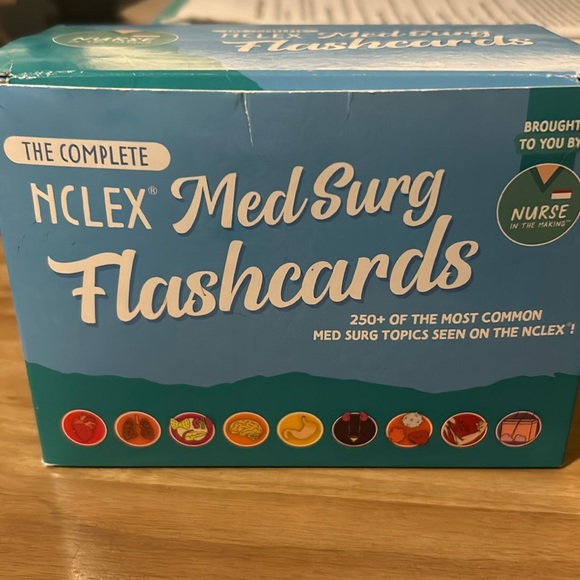 NURSE
NCLEX Med Surg
Flashcards
THE COMPLETE
NCLEX® Med Surg
Flashcards
BROUGHT
TO YOU BY
NURSE
IN THE MAKING
250+ OF THE MOST COMMON
MED SURG TOPICS SEEN ON THE NCLEX®!